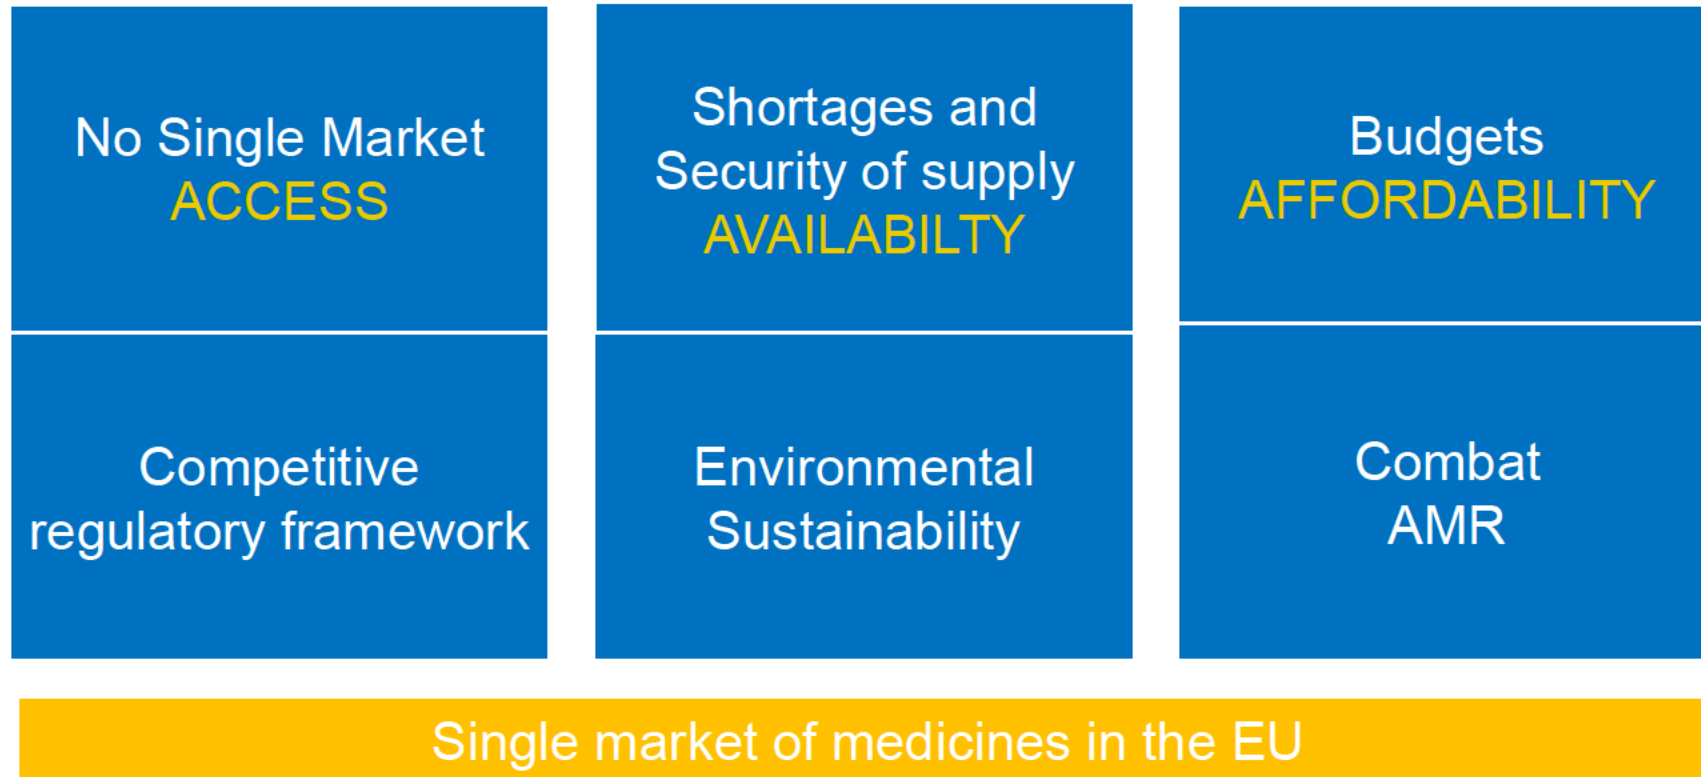 No Single Market
ACCESS
Shortages and
Security of supply
AVAILABILTY
Budgets
AFFORDABILITY
Competitive
regulatory framework
Environmental
Sustainability
Combat
AMR
Single market of medicines in the EU